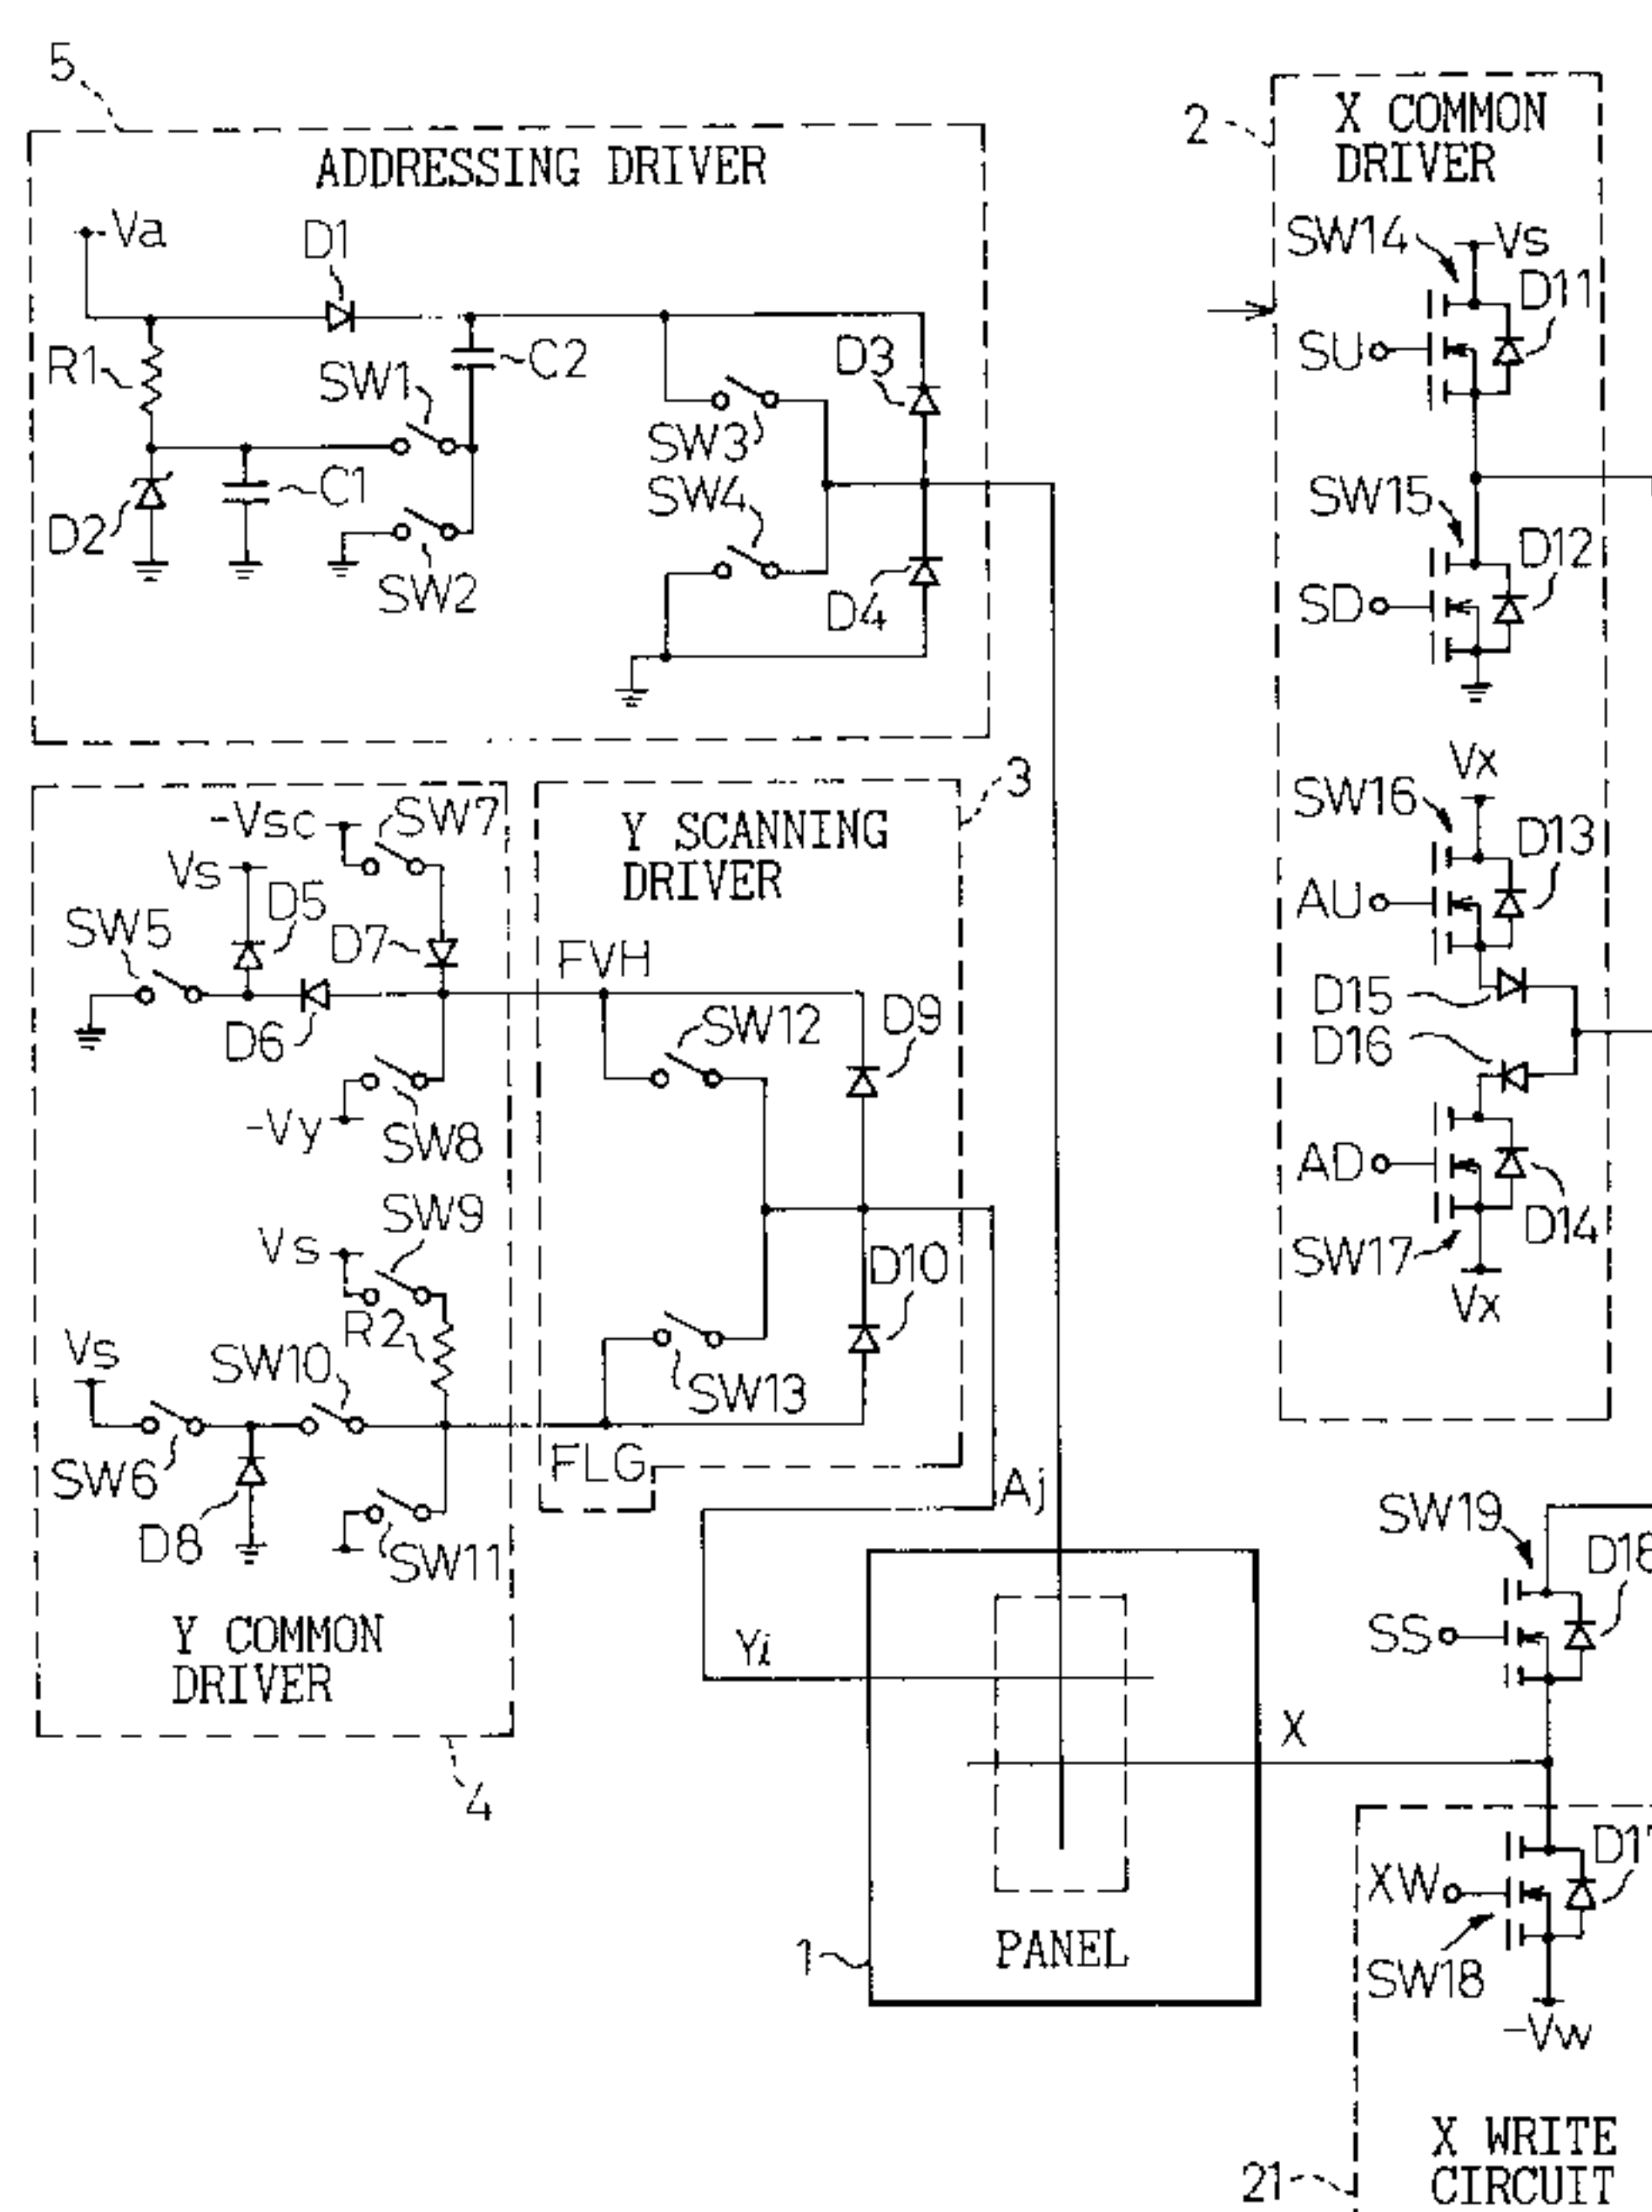 5
ADDRESSING DRIVER
Va
D1
R1
SW1
C2
D3
SW3
C1
SW4
D2
SW2
D4
2
X COMMON
DRIVER
SW14
Vs
D11
SU
SW15
D12
SD
Vx
SW16
D13
AU
D15
D16
AD
D14
SW17
Vx
3
-Vsc
SW7
Vs
D5
SW5
D7
D6
-Vy
SW8
SW9
Vs
R2
Vs
SW10
SW6
D8
SW11
Y COMMON
DRIVER
4
Y SCANNING
DRIVER
FVH
SW12
D9
D10
SW13
FLG
Aj
Yi
X
1
PANEL
SW19
D18
SS
D17
XW
SW18
-Vw
X WRITE
CIRCUIT
21